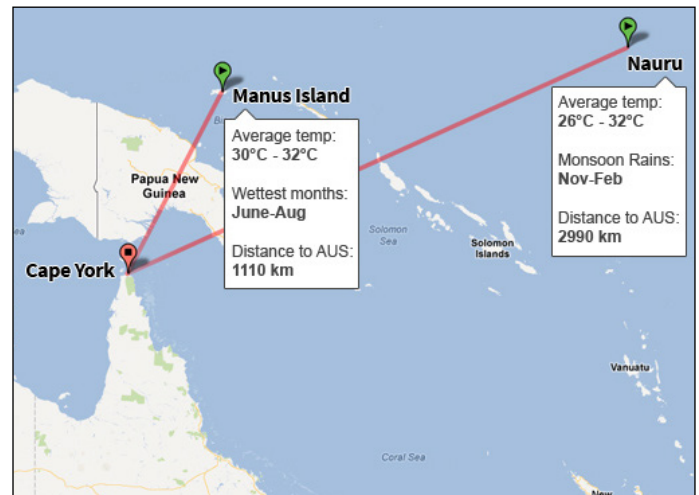 Nauru
Average temp:
26°C - 32°C
Monsoon Rains:
Nov-Feb
Distance to AUS:
2990 km
Manus Island
Average temp:
30°C - 32°C
Wettest months:
June-Aug
Distance to AUS:
1110 km
Papua New
Guinea
Cape York
Solomon
Sea
Solomon
Islands
Vanuatu
Coral Sea
New
ea